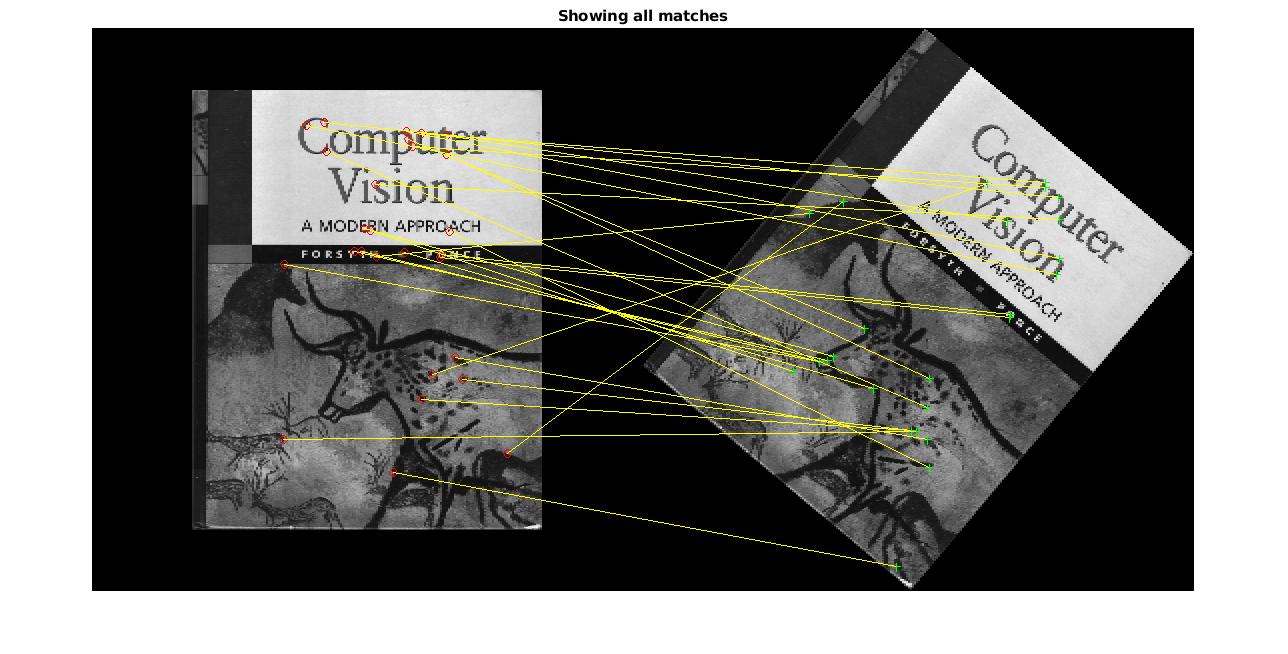 Showing all matches
Computer
Vision
A MODERN APPROACH
FORSYTH PONCE
Computer
Vision
A MODERN APPROACH
FORSYTH PONCE